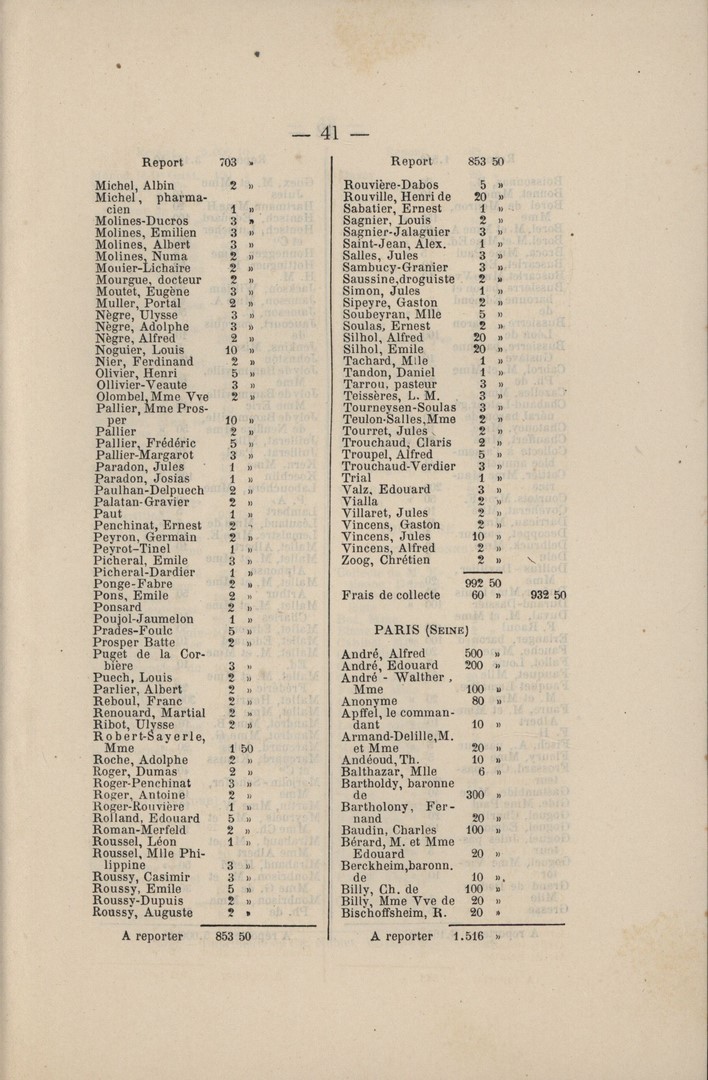 — 41 —
Report 703 »
Michel, Albin 2 »
Michel, pharma-
cien 1 »
Molines-Ducros 3 »
Molines, Emilien 3 »
Molines, Albert 3 »
Molines, Numa 2 »
Mouier-Lichaire 2 »
Mourgue, docteur 2 »
Moutet, Eugène 3 »
Muller, Portal 2 »
Nègre, Ulysse 3 »
Nègre, Adolphe 3 »
Nègre, Alfred 2 »
Noguier, Louis 10 »
Nier, Ferdinand 2 »
Olivier, Henri 5 »
Ollivier-Veaute 3 »
Olombel, Mme Vve 2 »
Pallier, Mme Pros-
per 10 »
Pallier 2 »
Pallier, Frédéric 5 »
Pallier-Margarot 3 »
Paradon, Jules 1 »
Paradon, Josias 1 »
Paulhan-Delpuech 2 »
Palatan-Gravier 2 »
Paut 1 »
Penchinat, Ernest 2 »
Peyron, Germain 2 »
Peyrot-Tinel 1 »
Picheral, Emile 3 »
Picheral-Dardier 1 »
Ponge-Fabre 2 »
Pons, Emile 2 »
Ponsard 2 »
Poujol-Jaumelon 1 »
Prades-Foulc 5 »
Prosper Batte 2 »
Puget de la Cor-
bière 3 »
Puech, Louis 2 »
Parlier, Albert 2 »
Reboul, Franc 2 »
Renouard, Martial 2 »
Ribot, Ulysse 2 »
Robert-Sayerle,
Mme 1 50
Roche, Adolphe 2 »
Roger, Dumas 2 »
Roger-Penchinat 3 »
Roger, Antoine 2 »
Roger-Rouvière 1 »
Rolland, Edouard 5 »
Roman-Merfeld 2 »
Roussel, Léon 1 »
Roussel, Mlle Phi-
lippine 3 »
Roussy, Casimir 3 »
Roussy, Emile 5 »
Roussy-Dupuis 2 »
Roussy, Auguste 2 »
A reporter 853 50
Report 853 50
Rouvière-Dabos 5 »
Rouville, Henri de 20 »
Sabatier, Ernest 1 »
Sagnier, Louis 2 »
Sagnier-Jalaguier 3 »
Saint-Jean, Alex. 1 »
Salles, Jules 3 »
Sambucy-Granier 3 »
Saussine, droguiste 2 »
Simon, Jules 1 »
Sipeyre, Gaston 2 »
Soubeyran, Mlle 5 »
Soulas, Ernest 2 »
Silhol, Alfred 20 »
Silhol, Emile 20 »
Tachard, Mlle 1 »
Tandon, Daniel 1 »
Tarrou, pasteur 3 »
Teissères, L. M. 3 »
Tourneysen-Soulas 3 »
Teulon-Salles, Mme 2 »
Tourret, Jules 2 »
Trouchaud, Claris 2 »
Troupel, Alfred 5 »
Trouchaud-Verdier 3 »
Trial 1 »
Valz, Edouard 3 »
Vialla 2 »
Villaret, Jules 2 »
Vincens, Gaston 2 »
Vincens, Jules 10 »
Vincens, Alfred 2 »
Zoog, Chrétien 2 »
992 50
Frais de collecte 60 » 932 50
PARIS (SEINE)
André, Alfred 500 »
André, Edouard 200 »
André - Walther,
Mme 100 »
Anonyme 80 »
Apffel, le comman-
dant 10 »
Armand-Delille, M.
et Mme 20 »
Andéoud, Th. 10 »
Balthazar, Mlle 6 »
Bartholdy, baronne
de 300 »
Bartholony, Fer-
nand 20 »
Baudin, Charles 100 »
Bérard, M. et Mme
Edouard 20 »
Berckheim, baronn.
de 10 »
Billy, Ch. de 100 »
Billy, Mme Vve de 20 »
Bischoffsheim, R. 20 »
A reporter 1.516 »